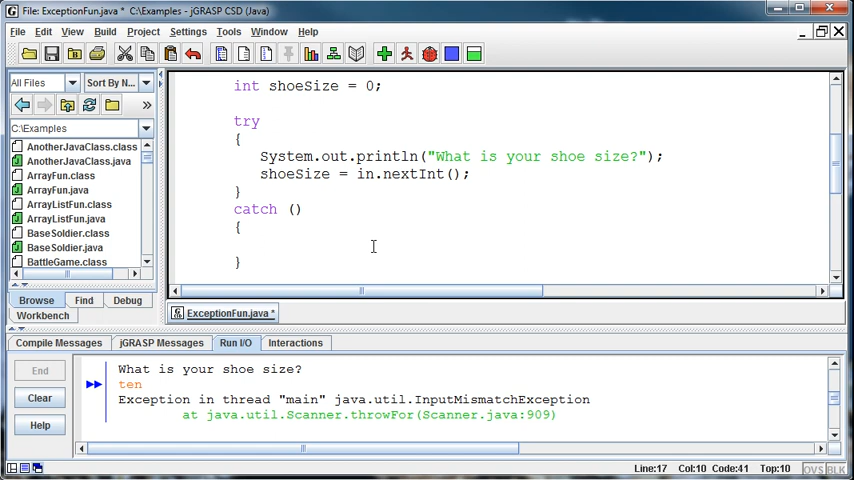 File: ExceptionFun.java *  C:\Examples - jGRASP CSD (Java)
File Edit View Build Project Settings Tools Window Help
All Files Sort By N...
C:\Examples
AnotherJavaClass.class
AnotherJavaClass.java
ArrayFun.class
ArrayFun.java
ArrayListFun.class
ArrayListFun.java
BaseSoldier.class
BaseSoldier.java
BattleGame.class
Browse Find Debug
Workbench
int shoeSize = 0;
try
{
System.out.println("What is your shoe size?");
shoeSize = in.nextInt();
}
catch ()
{
}
ExceptionFun.java *
Compile Messages jGRASP Messages Run I/O Interactions
End
Clear
Help
What is your shoe size?
ten
Exception in thread "main" java.util.InputMismatchException
at java.util.Scanner.throwFor(Scanner.java:909)
Line:17 Col:10 Code:41 Top:10 OVS BLK